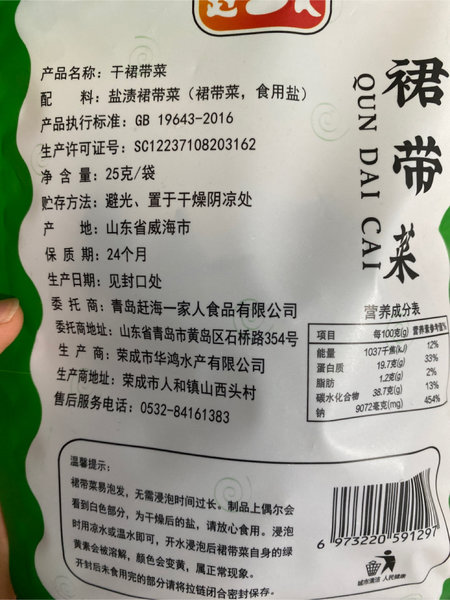 赶
裙带菜
QUN DAI CAI
产品名称：干裙带菜
配 料：盐渍裙带菜（裙带菜，食用盐）
产品执行标准：GB 19643-2016
生产许可证号：SC12237108203162
净 含 量：25克/袋
贮存方法：避光、置于干燥阴凉处
产 地：山东省威海市
保 质 期：24个月
生产日期：见封口处
委 托 商：青岛赶海一家人食品有限公司
委托商地址：山东省青岛市黄岛区石桥路354号
生 产 商：荣成市华鸿水产有限公司
生产商地址：荣成市人和镇山西头村
售后服务电话：0532-84161383
营养成分表
项目 每100克(g) 营养素参考值%
能量 1037千焦(kJ) 12%
蛋白质 19.7克(g) 33%
脂肪 1.2克(g) 2%
碳水化合物 38.7克(g) 13%
钠 9072毫克(mg) 454%
温馨提示：
裙带菜易泡发，无需浸泡时间过长。制品上偶尔会
看到白色部分，为干燥后的盐，请放心食用。浸泡
时用凉水或温水即可，开水浸泡后裙带菜自身的绿
黄素会被溶解，颜色会变黄，属正常现象。
开封后未食用完的部分请将拉链闭合密封保存。
6 973220 591297
城市清洁 人民健康